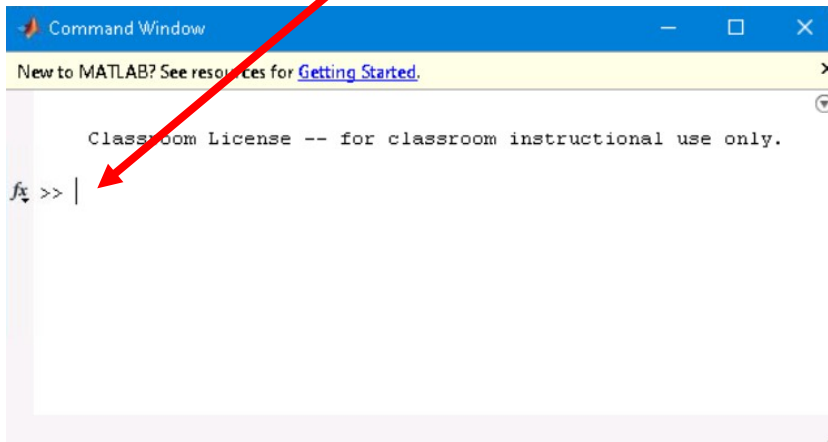 Command Window
New to MATLAB? See resources for Getting Started.
Classroom License -- for classroom instructional use only.
fx >>